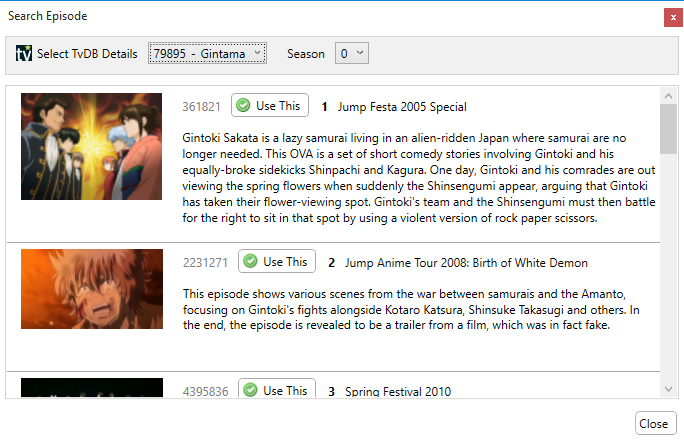 Search Episode
x
tv Select TvDB Details 79895 - Gintama Season 0
361821 Use This 1 Jump Festa 2005 Special
Gintoki Sakata is a lazy samurai living in an alien-ridden Japan where samurai are no
longer needed. This OVA is a set of short comedy stories involving Gintoki and his
equally-broke sidekicks Shinpachi and Kagura. One day, Gintoki and his comrades are out
viewing the spring flowers when suddenly the Shinsengumi appear, arguing that Gintoki
has taken their flower-viewing spot. Gintoki's team and the Shinsengumi must then battle
for the right to sit in that spot by using a violent version of rock paper scissors.
2231271 Use This 2 Jump Anime Tour 2008: Birth of White Demon
This episode shows various scenes from the war between samurais and the Amanto,
focusing on Gintoki's fights alongside Kotaro Katsura, Shinsuke Takasugi and others. In
the end, the episode is revealed to be a trailer from a film, which was in fact fake.
4395836 Use This 3 Spring Festival 2010
Close